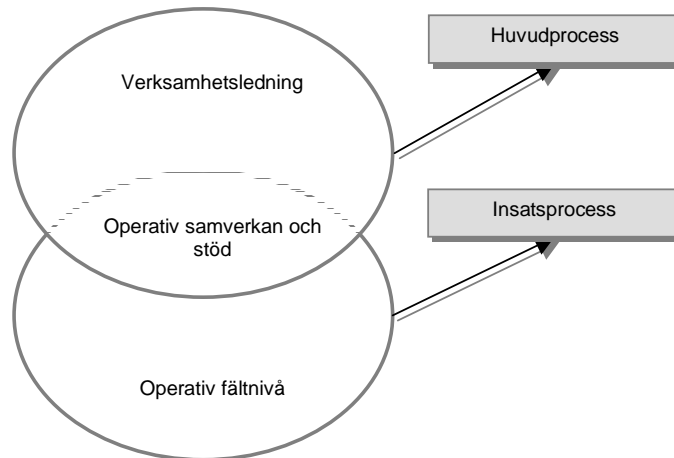 Huvudprocess
Verksamhetsledning
Insatsprocess
Operativ samverkan och
stöd
Operativ fältnivå